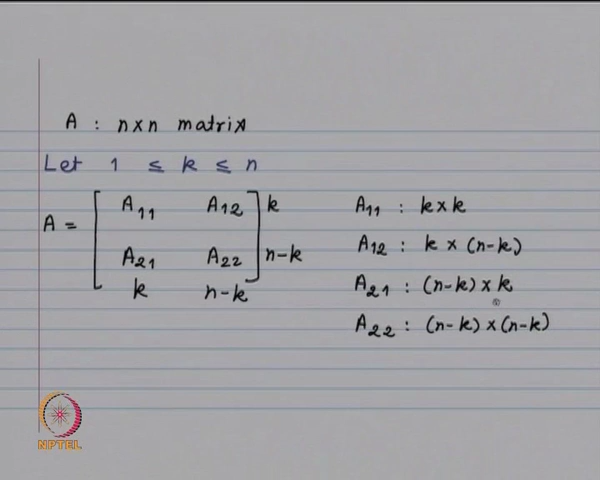 A : n×n matrix
Let 1 ≤ k ≤ n
A = [ A11 A12 ] k
[ A21 A22 ] n-k
k n-k
A11 : k×k
A12 : k × (n-k)
A21 : (n-k) × k
A22 : (n-k) × (n-k)
NPTEL